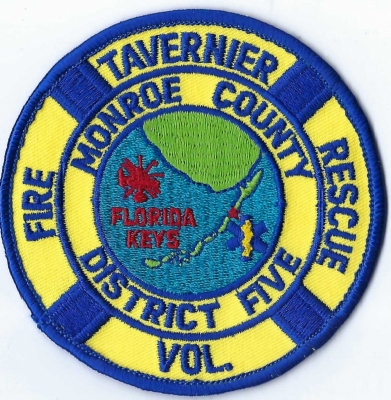 TAVERNIER
FIRE
RESCUE
VOL.
MONROE COUNTY
DISTRICT FIVE
FLORIDA
KEYS